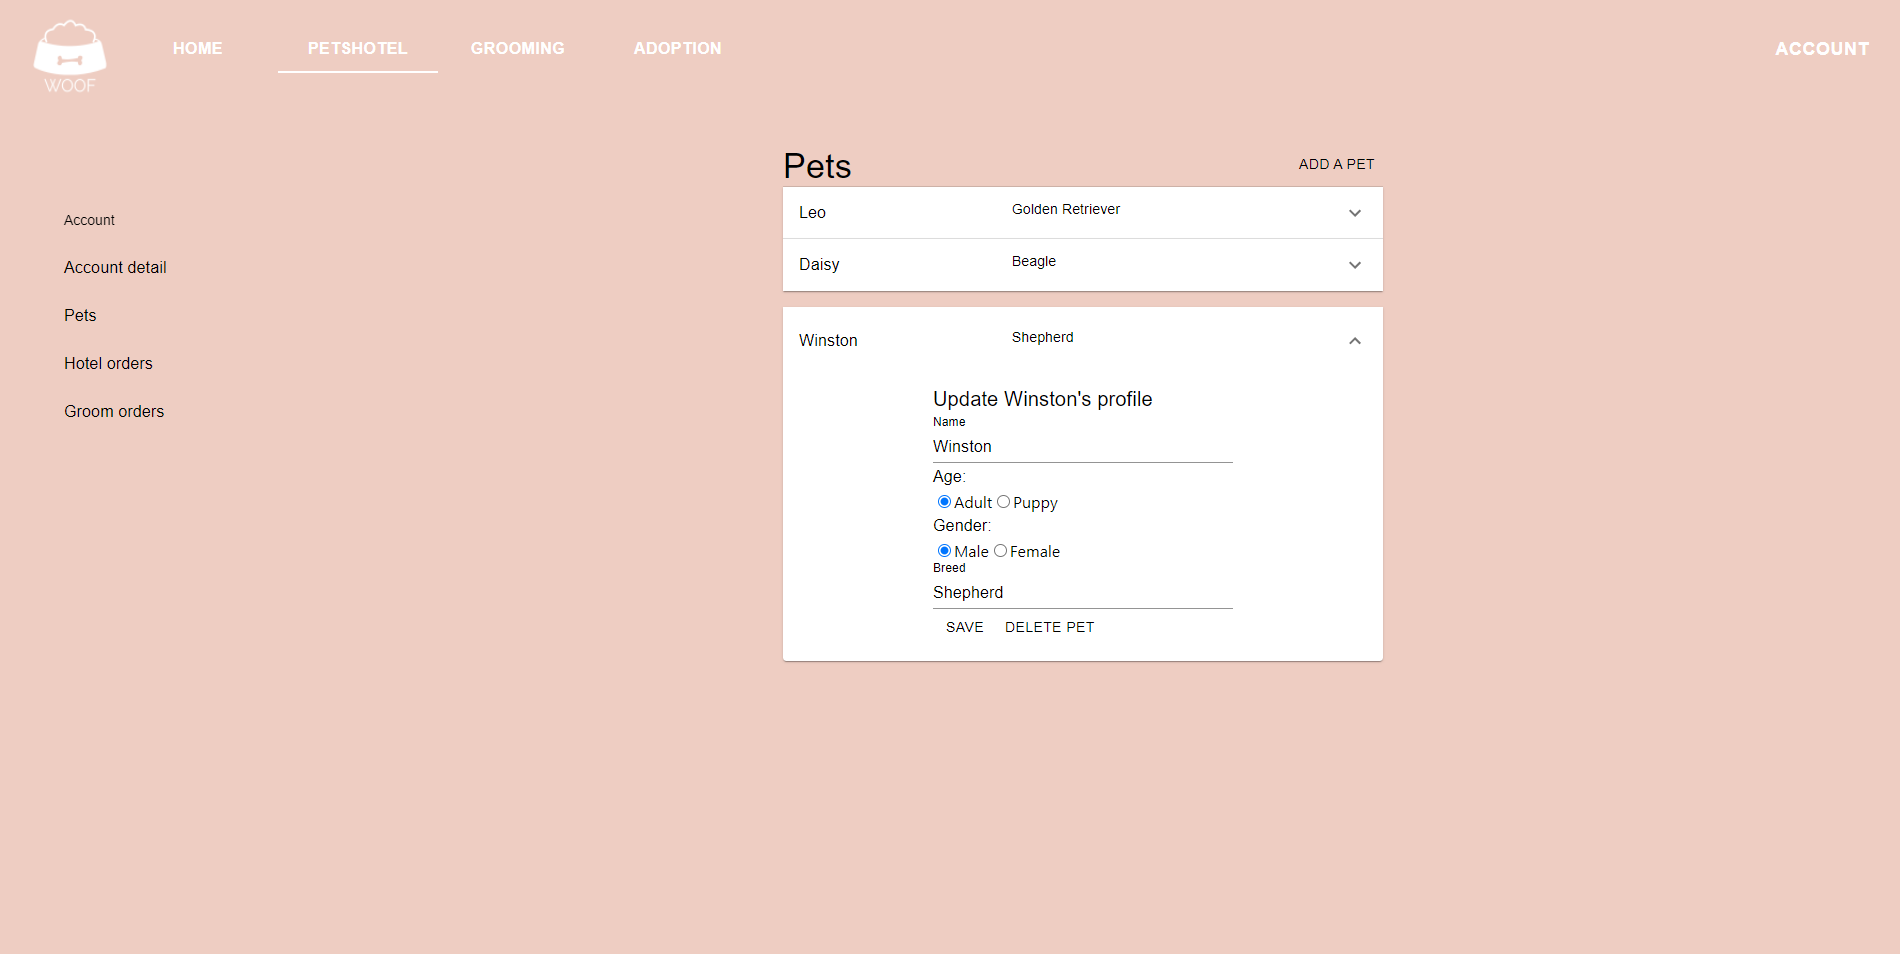 HOME PETSHOTEL GROOMING ADOPTION ACCOUNT
WOOF
Account
Account detail
Pets
Hotel orders
Groom orders
Pets ADD A PET
Leo Golden Retriever
Daisy Beagle
Winston Shepherd
Update Winston's profile
Name
Winston
Age:
Adult Puppy
Gender:
Male Female
Breed
Shepherd
SAVE DELETE PET